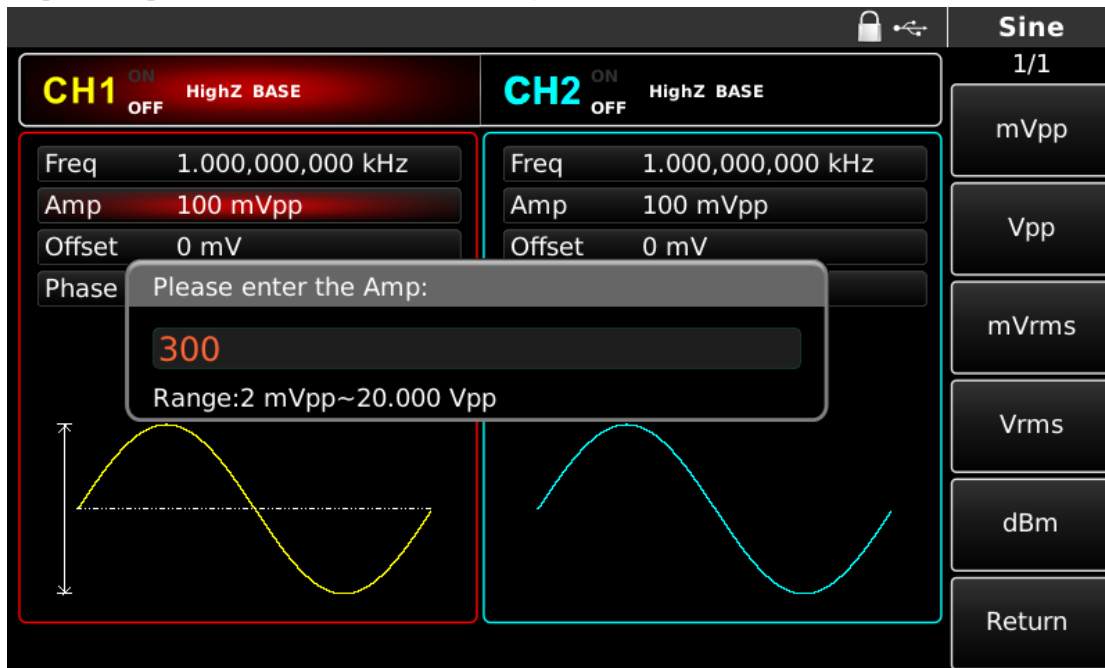 Sine
1/1
CH1 ON OFF HighZ BASE
CH2 ON OFF HighZ BASE
Freq 1.000,000,000 kHz
Amp 100 mVpp
Offset 0 mV
Phase
Freq 1.000,000,000 kHz
Amp 100 mVpp
Offset 0 mV
Please enter the Amp:
300
Range:2 mVpp~20.000 Vpp
mVpp
Vpp
mVrms
Vrms
dBm
Return